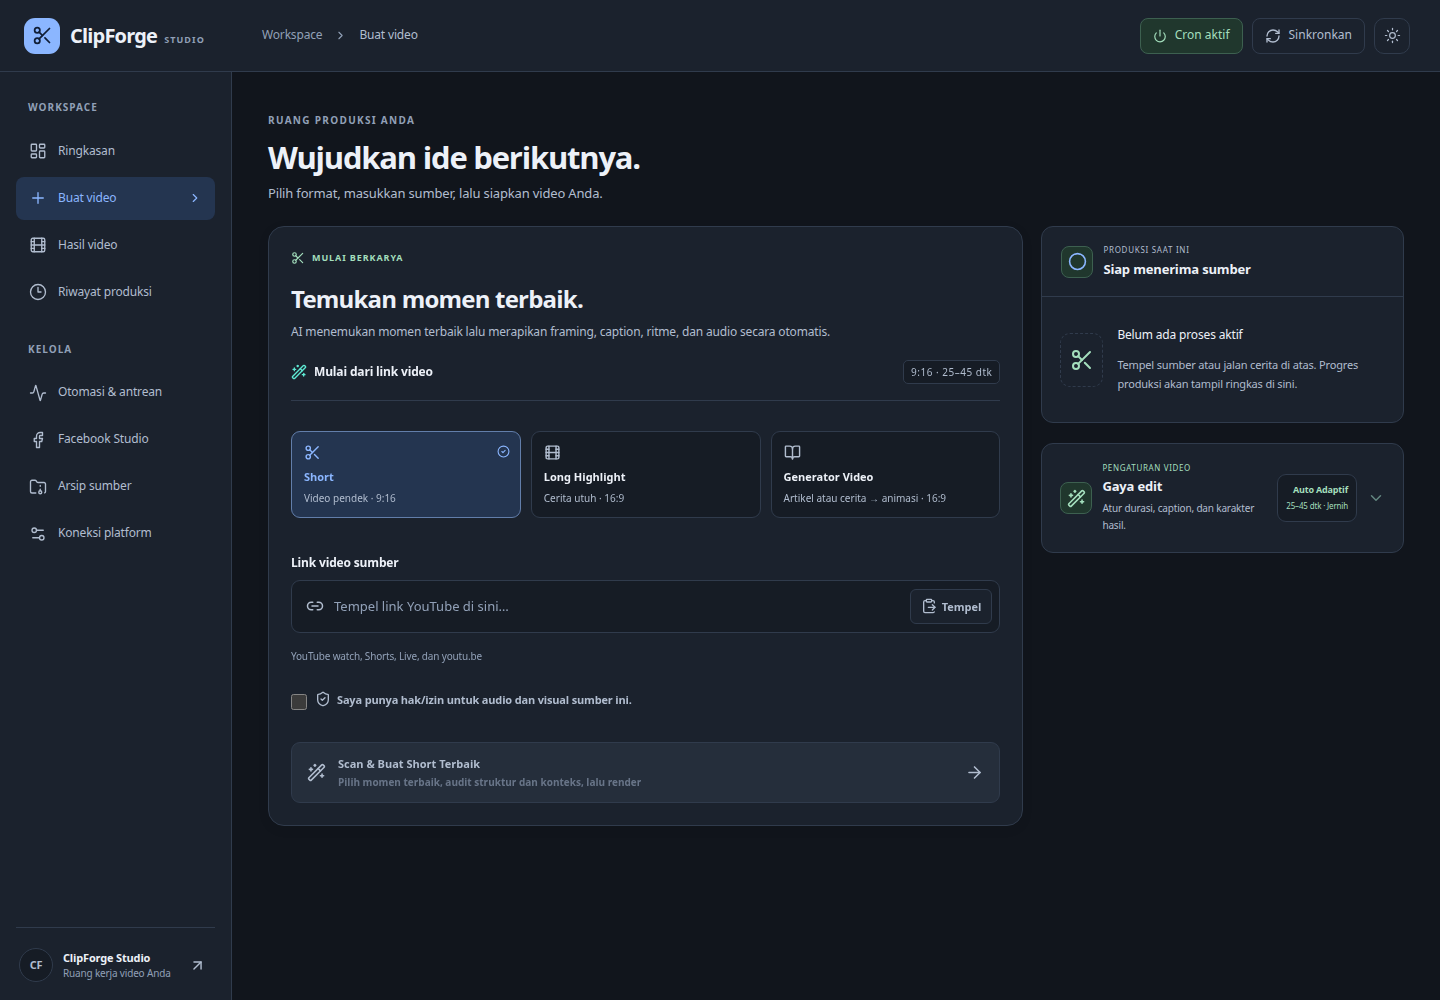 ClipForge STUDIO
Workspace
Buat video
Cron aktif
Sinkronkan
WORKSPACE
Ringkasan
Buat video
Hasil video
Riwayat produksi
KELOLA
Otomasi & antrean
Facebook Studio
Arsip sumber
Koneksi platform
CF
ClipForge Studio
Ruang kerja video Anda
RUANG PRODUKSI ANDA
Wujudkan ide berikutnya.
Pilih format, masukkan sumber, lalu siapkan video Anda.
MULAI BERKARYA
Temukan momen terbaik.
AI menemukan momen terbaik lalu merapikan framing, caption, ritme, dan audio secara otomatis.
Mulai dari link video
9:16 · 25–45 dtk
Short
Video pendek · 9:16
Long Highlight
Cerita utuh · 16:9
Generator Video
Artikel atau cerita → animasi · 16:9
Link video sumber
Tempel link YouTube di sini...
Tempel
YouTube watch, Shorts, Live, dan youtu.be
Saya punya hak/izin untuk audio dan visual sumber ini.
Scan & Buat Short Terbaik
Pilih momen terbaik, audit struktur dan konteks, lalu render
PRODUKSI SAAT INI
Siap menerima sumber
Belum ada proses aktif
Tempel sumber atau jalan cerita di atas. Progres
produksi akan tampil ringkas di sini.
PENGATURAN VIDEO
Gaya edit
Atur durasi, caption, dan karakter
hasil.
Auto Adaptif
25–45 dtk · Jernih